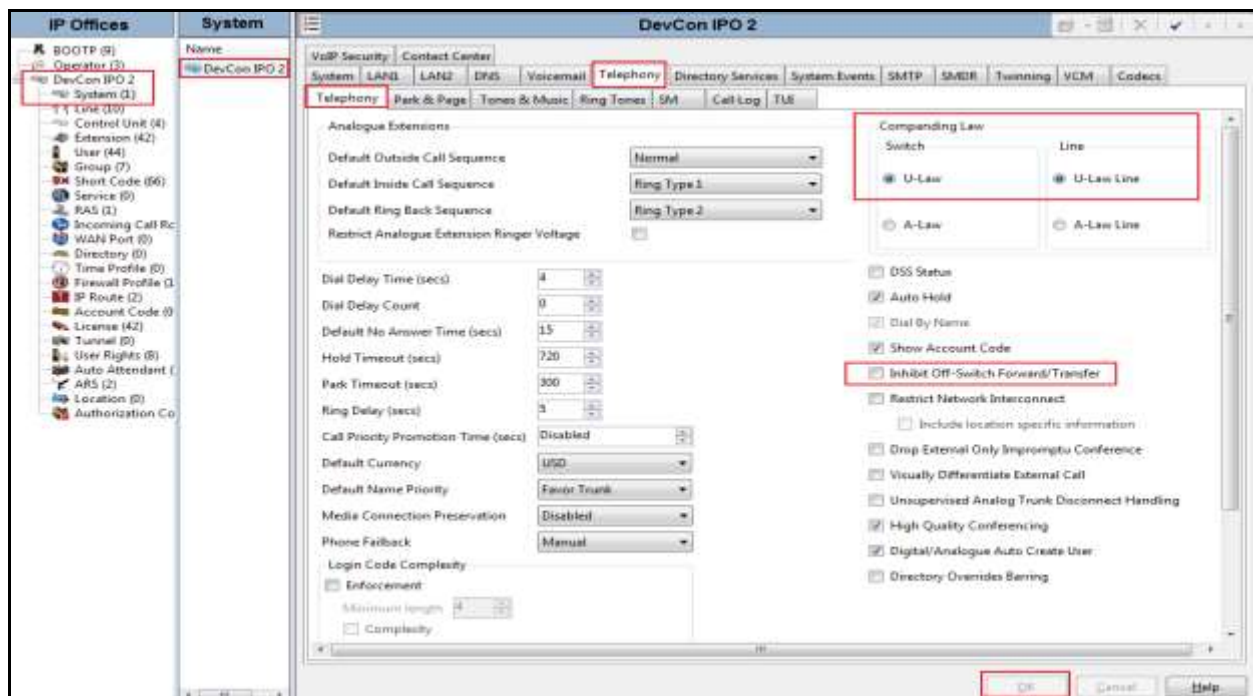 IP Offices
BOOTP (9)
Operator (3)
DevCon IPO 2
System (1)
Line (10)
Control Unit (4)
Extension (42)
User (44)
Group (7)
Short Code (66)
Service (0)
RAS (1)
Incoming Call Ro
WAN Port (0)
Directory (0)
Time Profile (0)
Firewall Profile (1
IP Route (2)
Account Code (0
License (42)
Tunnel (0)
User Rights (8)
Auto Attendant (
ARS (2)
Location (0)
Authorization Co
System
Name
DevCon IPO 2
DevCon IPO 2
VoIP Security Contact Center
System LAN1 LAN2 DNS Voicemail Telephony Directory Services System Events SMTP SMDR Twinning VCM Codecs
Telephony Park & Page Tones & Music Ring Tones SM Call Log TUI
Analogue Extensions
Default Outside Call Sequence Normal
Default Inside Call Sequence Ring Type 1
Default Ring Back Sequence Ring Type 2
Restrict Analogue Extension Ringer Voltage
Dial Delay Time (secs) 4
Dial Delay Count 0
Default No Answer Time (secs) 15
Hold Timeout (secs) 720
Park Timeout (secs) 300
Ring Delay (secs) 5
Call Priority Promotion Time (secs) Disabled
Default Currency USD
Default Name Priority Favor Trunk
Media Connection Preservation Disabled
Phone Failback Manual
Login Code Complexity
Enforcement
Minimum length 4
Complexity
Companding Law
Switch Line
U-Law U-Law Line
A-Law A-Law Line
DSS Status
Auto Hold
Dial By Name
Show Account Code
Inhibit Off-Switch Forward/Transfer
Restrict Network Interconnect
Include location specific information
Drop External Only Impromptu Conference
Visually Differentiate External Call
Unsupervised Analog Trunk Disconnect Handling
High Quality Conferencing
Digital/Analogue Auto Create User
Directory Overrides Barring
OK Cancel Help